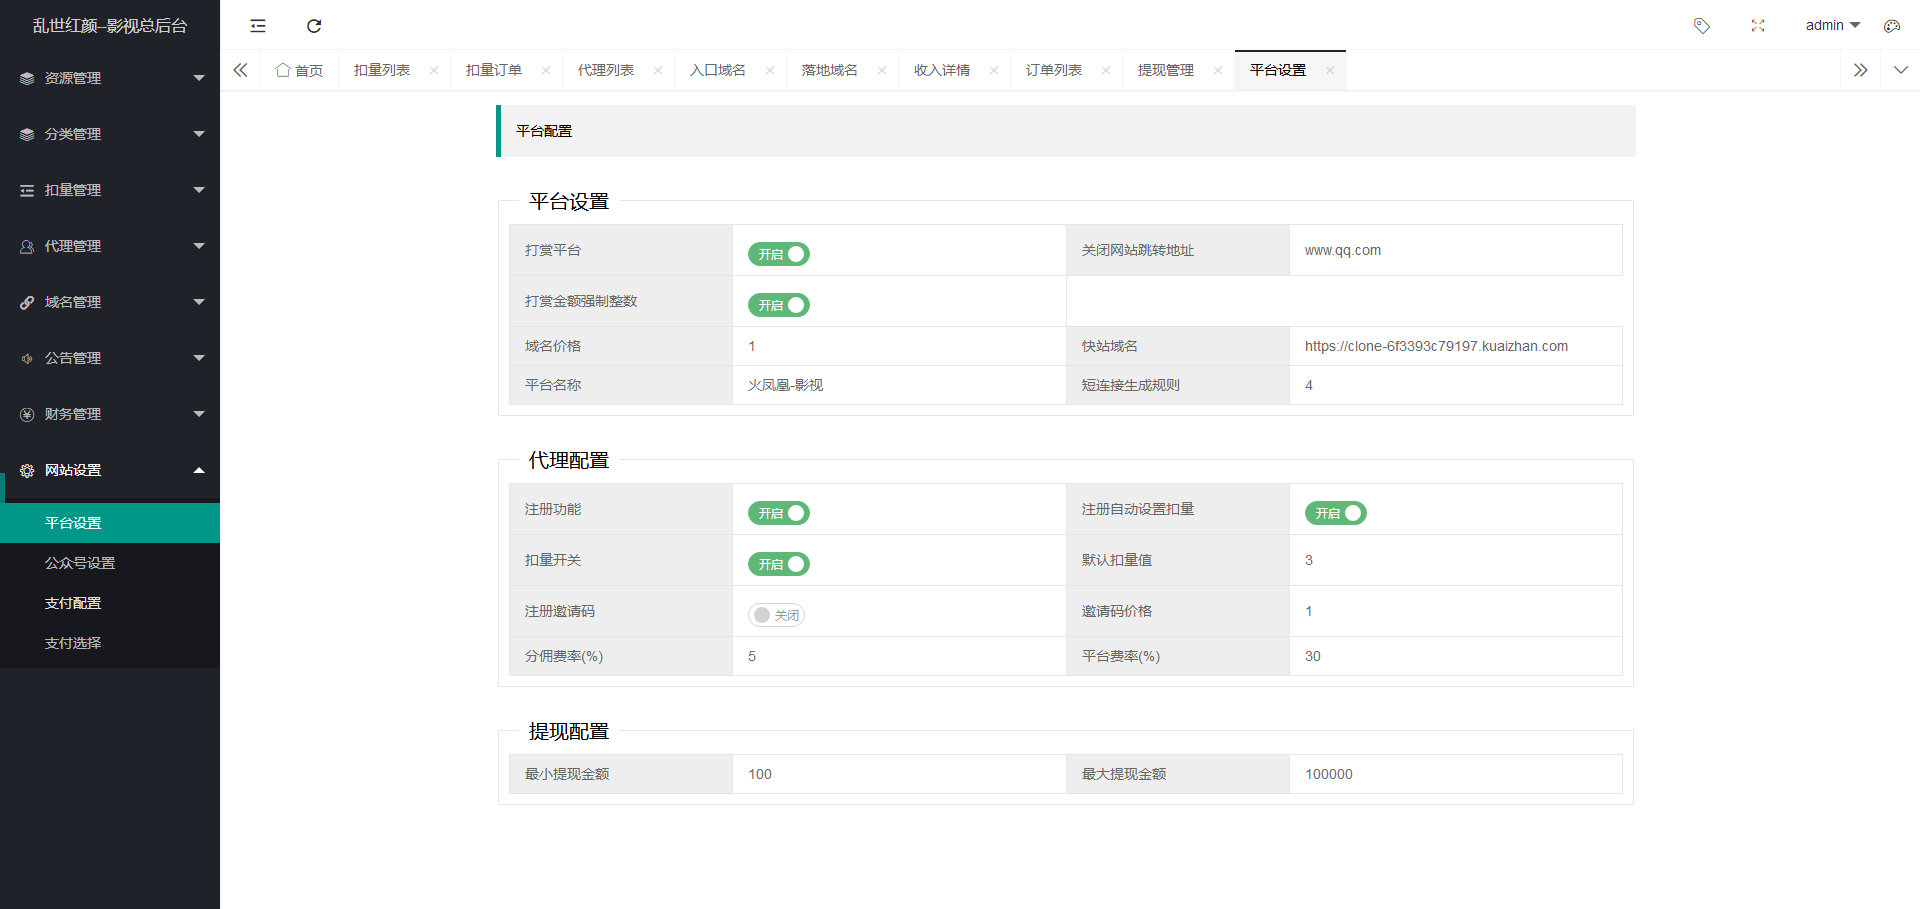 乱世红颜--影视总后台
admin
首页 扣量列表 扣量订单 代理列表 入口域名 落地域名 收入详情 订单列表 提现管理 平台设置
资源管理
分类管理
扣量管理
代理管理
域名管理
公告管理
财务管理
网站设置
平台设置
公众号设置
支付配置
支付选择
平台配置
平台设置
打赏平台 开启 关闭网站跳转地址 www.qq.com
打赏金额强制整数 开启
域名价格 1 快站域名 https://clone-6f3393c79197.kuaizhan.com
平台名称 火凤凰-影视 短连接生成规则 4
代理配置
注册功能 开启 注册自动设置扣量 开启
扣量开关 开启 默认扣量值 3
注册邀请码 关闭 邀请码价格 1
分佣费率(%) 5 平台费率(%) 30
提现配置
最小提现金额 100 最大提现金额 100000